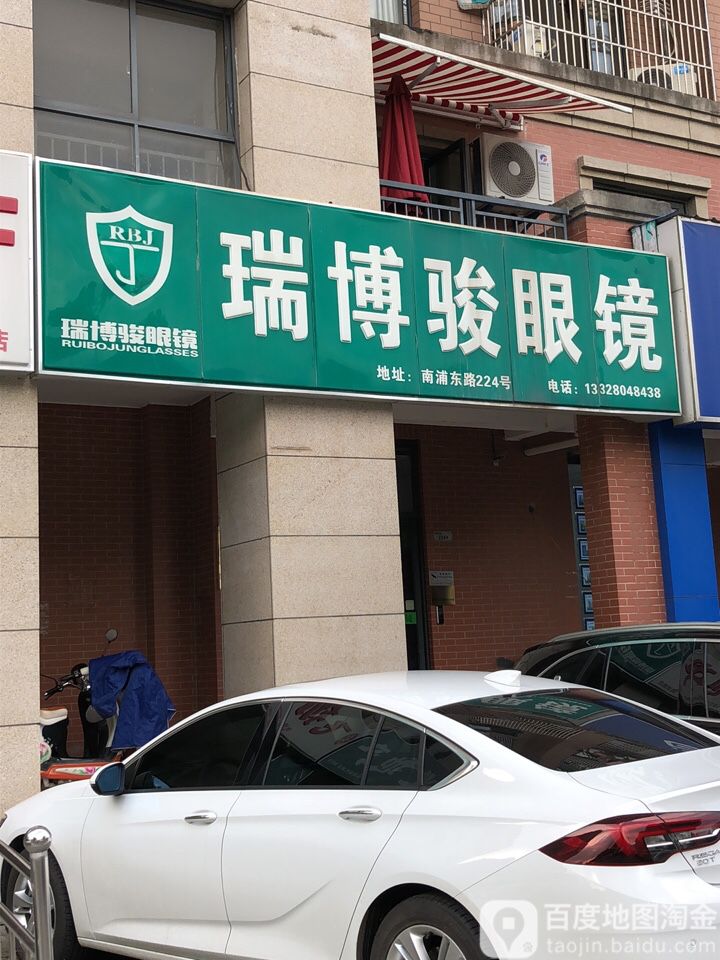 RBJ
瑞博骏眼镜
RUIBOJUNGLASSES
瑞博骏眼镜
地址：南浦东路224号
电话：13328048438
店
百度地图淘金
taojin.baidu.com